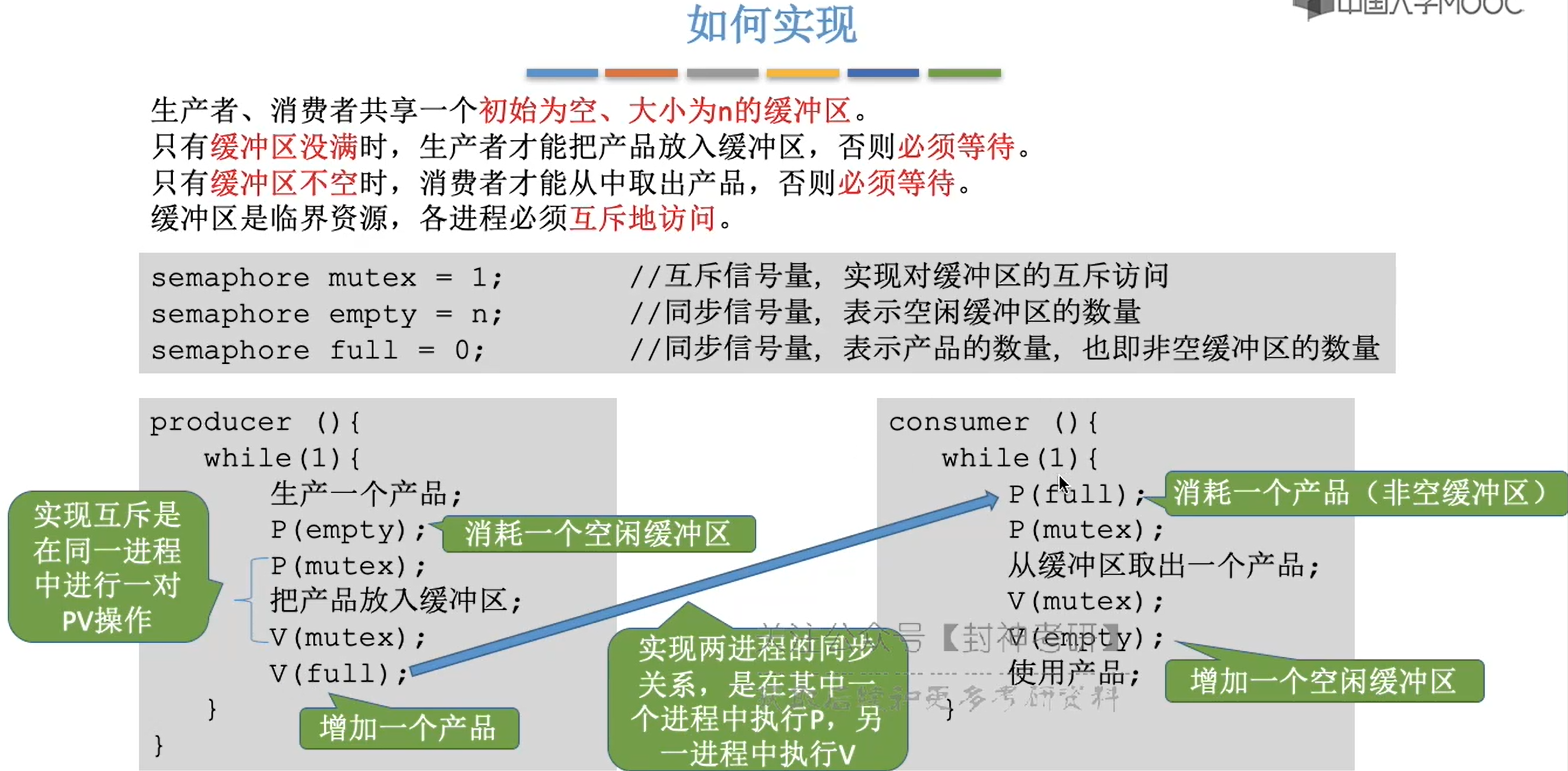 中国大学MOOC
如何实现
生产者、消费者共享一个初始为空、大小为n的缓冲区。
只有缓冲区没满时，生产者才能把产品放入缓冲区，否则必须等待。
只有缓冲区不空时，消费者才能从中取出产品，否则必须等待。
缓冲区是临界资源，各进程必须互斥地访问。
semaphore mutex = 1; //互斥信号量，实现对缓冲区的互斥访问
semaphore empty = n; //同步信号量，表示空闲缓冲区的数量
semaphore full = 0; //同步信号量，表示产品的数量，也即非空缓冲区的数量
producer (){
while(1){
生产一个产品;
P(empty);
P(mutex);
把产品放入缓冲区;
V(mutex);
V(full);
}
}
实现互斥是
在同一进程
中进行一对
PV操作
消耗一个空闲缓冲区
增加一个产品
实现两进程的同步
关系，是在其中一
个进程中执行P，另
一进程中执行V
consumer (){
while(1){
P(full);
P(mutex);
从缓冲区取出一个产品;
V(mutex);
V(empty);
使用产品;
}
消耗一个产品（非空缓冲区）
增加一个空闲缓冲区
关注公众号【封神考研】
更多考研资料